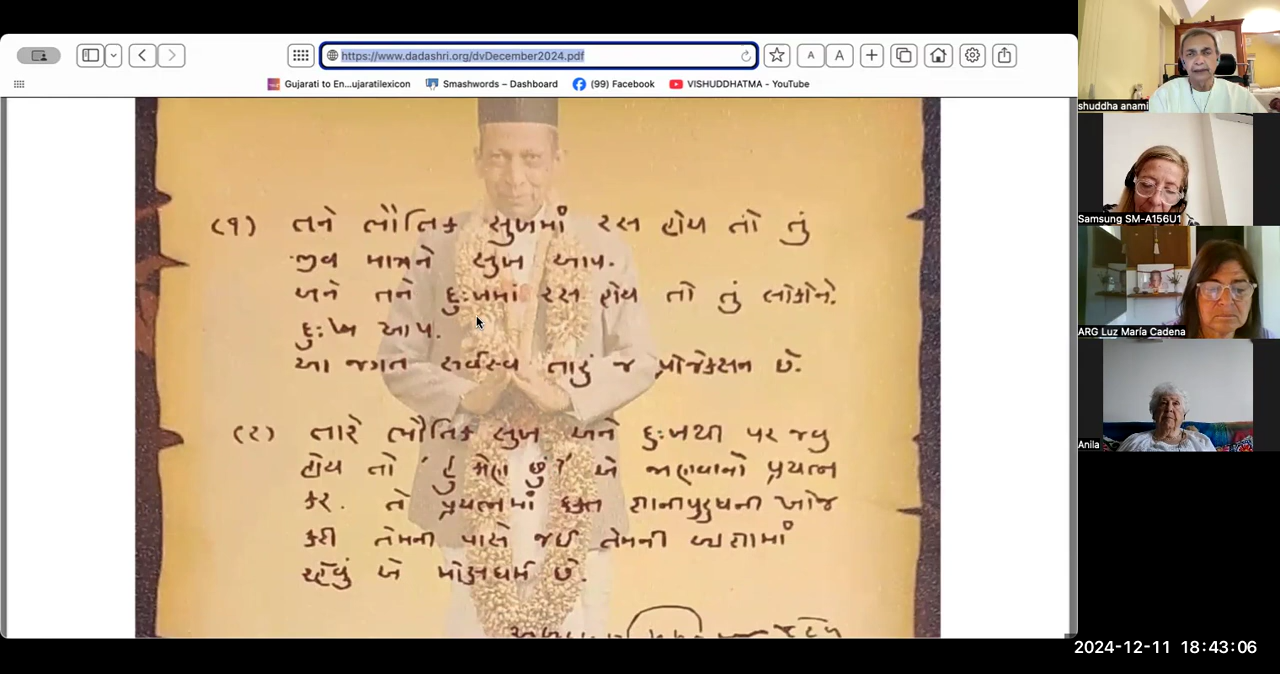 https://www.dadashri.org/dvDecember2024.pdf
A A
Gujarati to En...ujaratilexicon Smashwords – Dashboard (99) Facebook VISHUDDHATMA - YouTube
(૧) તને ભૌતિક સુખમાં રસ હોય તો તું
જીવ માત્રને સુખ આપ.
અને તને દુઃખમાં રસ હોય તો તું લોકોને.
દુઃખ આપ.
આ જગત સર્વસ્વ તારું જ પ્રોજેક્સન છે.
(૨) તારે ભૌતિક સુખ અને દુઃખથી પર જવુ
હોય તો 'હું કોણ છું?' એ જાણવાનો પ્રયત્ન
કર. તે પ્રયત્નમાં ફક્ત જ્ઞાનીપુરુષની ખોજ
કરી તેમની પાસે જઈ તેમની આજ્ઞામાં
રહેવું એ મોક્ષધર્મ છે.
shuddha anami
Samsung SM-A156U1
ARG Luz María Cadena
Anila
2024-12-11 18:43:06